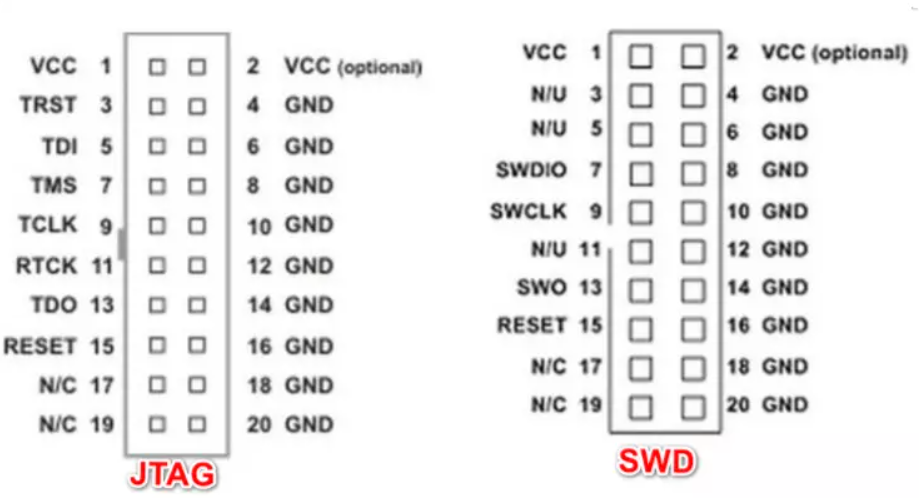 VCC 1 2 VCC (optional)
TRST 3 4 GND
TDI 5 6 GND
TMS 7 8 GND
TCLK 9 10 GND
RTCK 11 12 GND
TDO 13 14 GND
RESET 15 16 GND
N/C 17 18 GND
N/C 19 20 GND
JTAG
VCC 1 2 VCC (optional)
N/U 3 4 GND
N/U 5 6 GND
SWDIO 7 8 GND
SWCLK 9 10 GND
N/U 11 12 GND
SWO 13 14 GND
RESET 15 16 GND
N/C 17 18 GND
N/C 19 20 GND
SWD